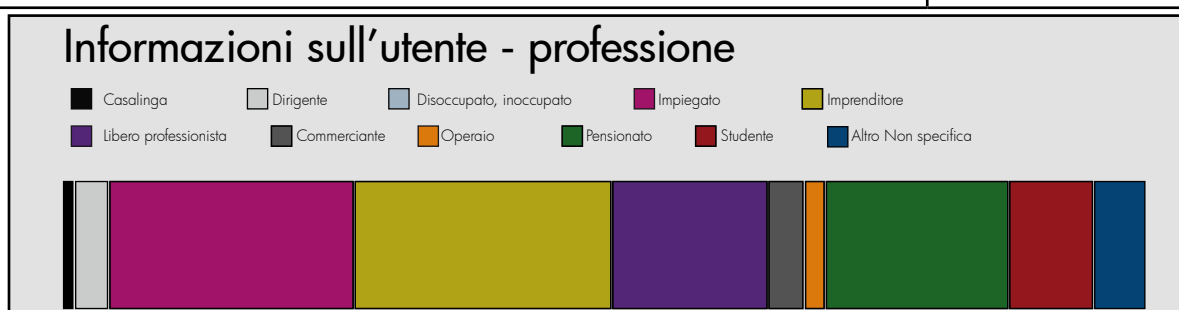 Informazioni sull'utente - professione
Casalinga Dirigente Disoccupato, inoccupato Impiegato Imprenditore
Libero professionista Commerciante Operaio Pensionato Studente Altro Non specifica